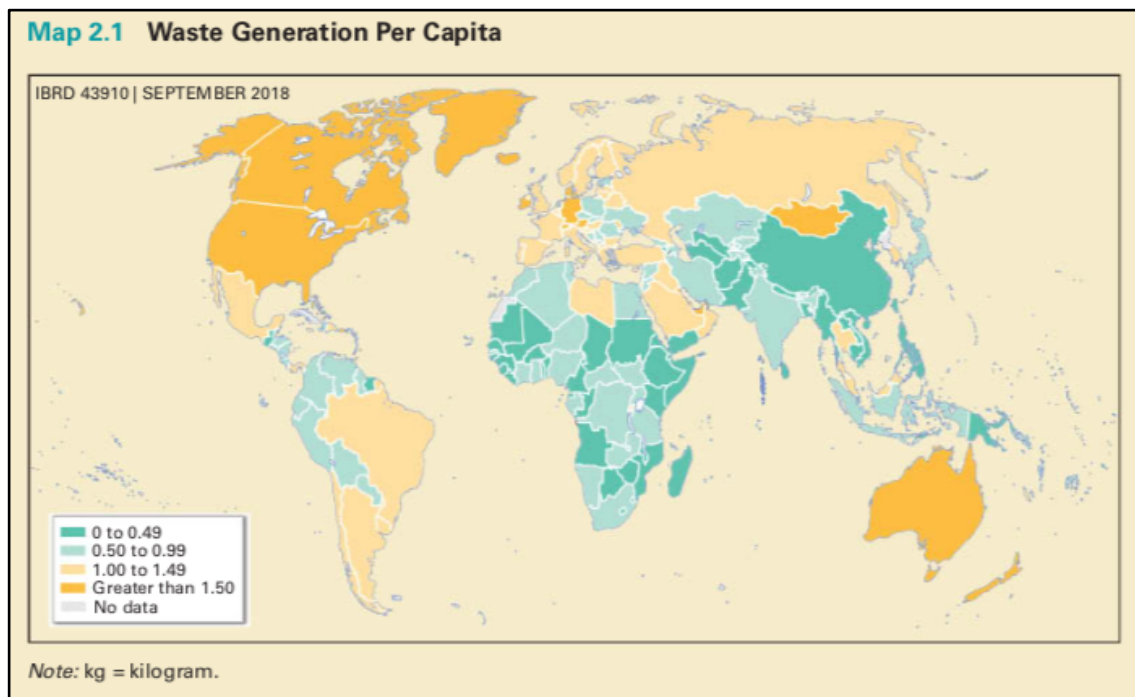 Map 2.1 Waste Generation Per Capita
IBRD 43910 | SEPTEMBER 2018
0 to 0.49
0.50 to 0.99
1.00 to 1.49
Greater than 1.50
No data
Note: kg = kilogram.